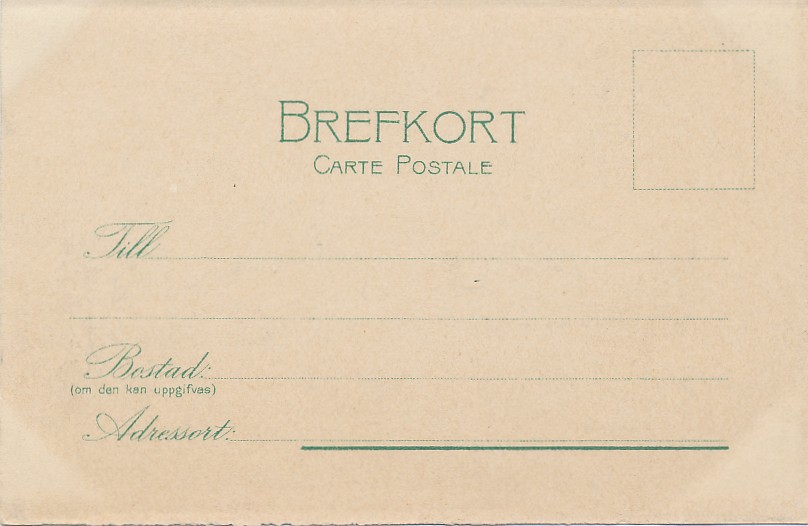 BREFKORT
CARTE POSTALE
Till
Bostad:
(om den kan uppgifvas)
Adressort: